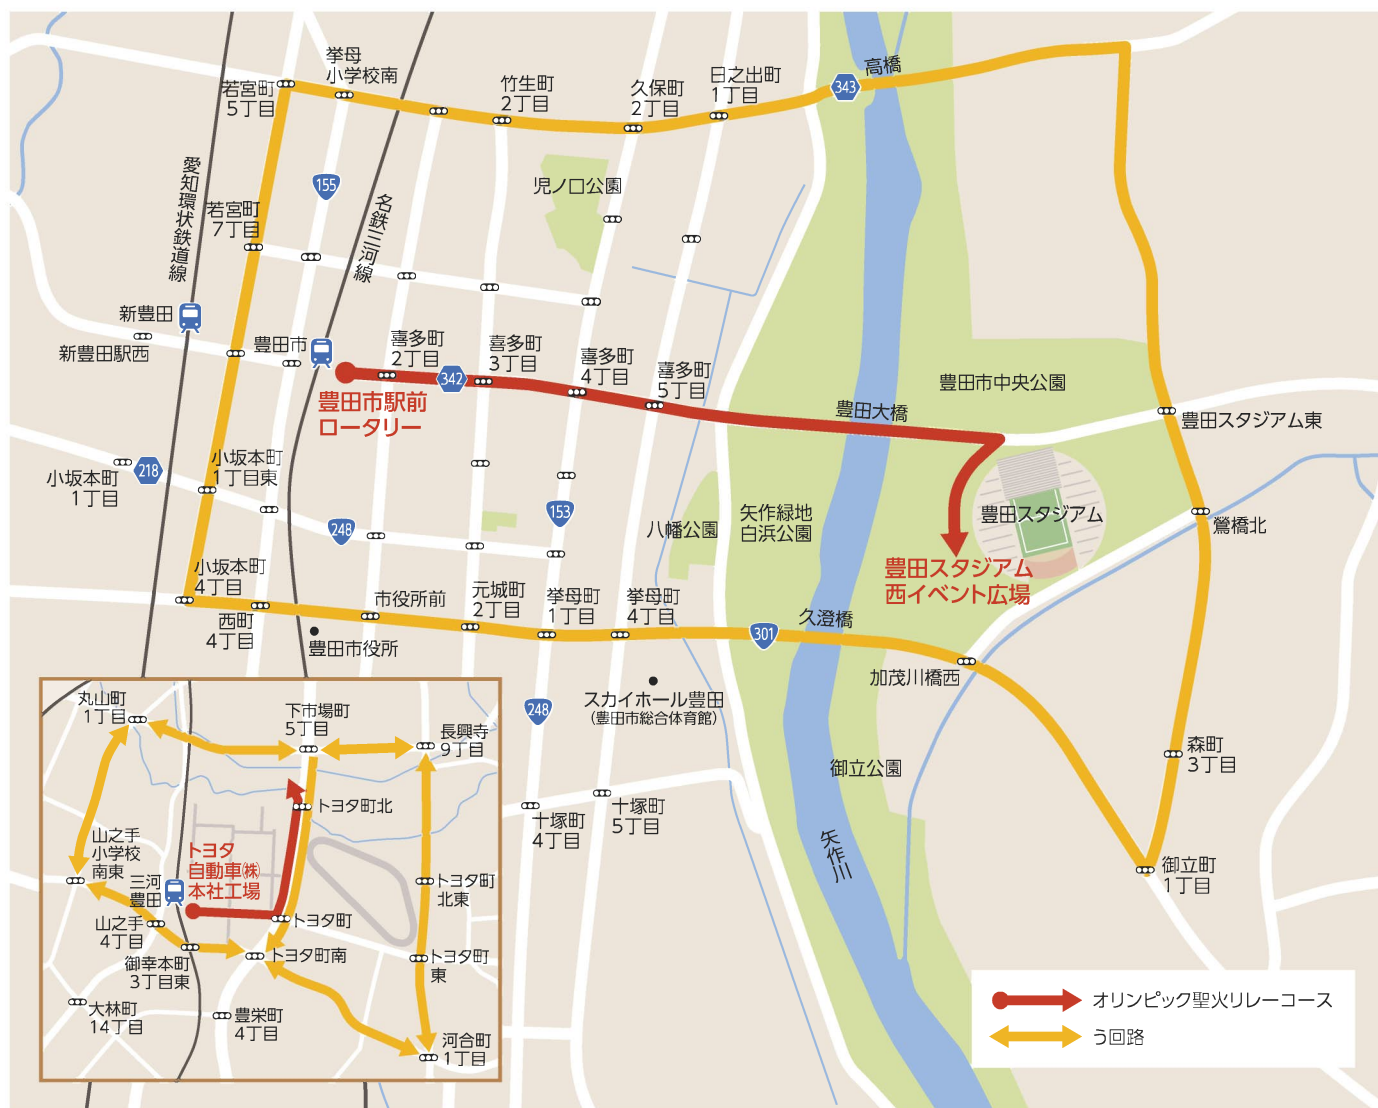 挙母
小学校南
若宮町
5丁目
竹生町
2丁目
久保町
2丁目
日之出町
1丁目
343
高橋
愛知環状鉄道線
155
名鉄三河線
児ノ口公園
若宮町
7丁目
新豊田
新豊田駅西
豊田市
喜多町
2丁目
342
喜多町
3丁目
喜多町
4丁目
喜多町
5丁目
豊田大橋
豊田市中央公園
豊田スタジアム東
豊田市駅前
ロータリー
小坂本町
1丁目
218
小坂本町
1丁目東
248
153
八幡公園
矢作緑地
白浜公園
豊田スタジアム
鶯橋北
豊田スタジアム
西イベント広場
小坂本町
4丁目
西町
4丁目
市役所前
豊田市役所
元城町
2丁目
挙母町
1丁目
挙母町
4丁目
301
久澄橋
加茂川橋西
248
スカイホール豊田
(豊田市総合体育館)
御立公園
森町
3丁目
十塚町
4丁目
十塚町
5丁目
矢作川
御立町
1丁目
丸山町
1丁目
下市場町
5丁目
長興寺
9丁目
トヨタ町北
山之手
小学校
南東
トヨタ
自動車㈱
本社工場
三河
豊田
トヨタ町
北東
山之手
4丁目
トヨタ町
御幸本町
3丁目東
トヨタ町南
トヨタ町
東
大林町
14丁目
豊栄町
4丁目
河合町
1丁目
オリンピック聖火リレーコース
う回路